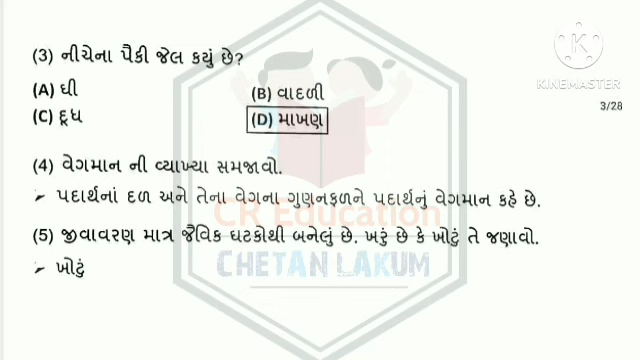 (3) નીચેના પૈકી જેલ કયું છે?
(A) ઘી (B) વાદળી
(C) દૂધ (D) માખણ
(4) વેગમાન ની વ્યાખ્યા સમજાવો.
➢ પદાર્થનાં દળ અને તેના વેગના ગુણનફળને પદાર્થનું વેગમાન કહે છે.
(5) જીવાવરણ માત્ર જૈવિક ઘટકોથી બનેલું છે. ખરું છે કે ખોટું તે જણાવો.
➢ ખોટું
KINEMASTER
3/28
CR Education
CHETAN LAKUM